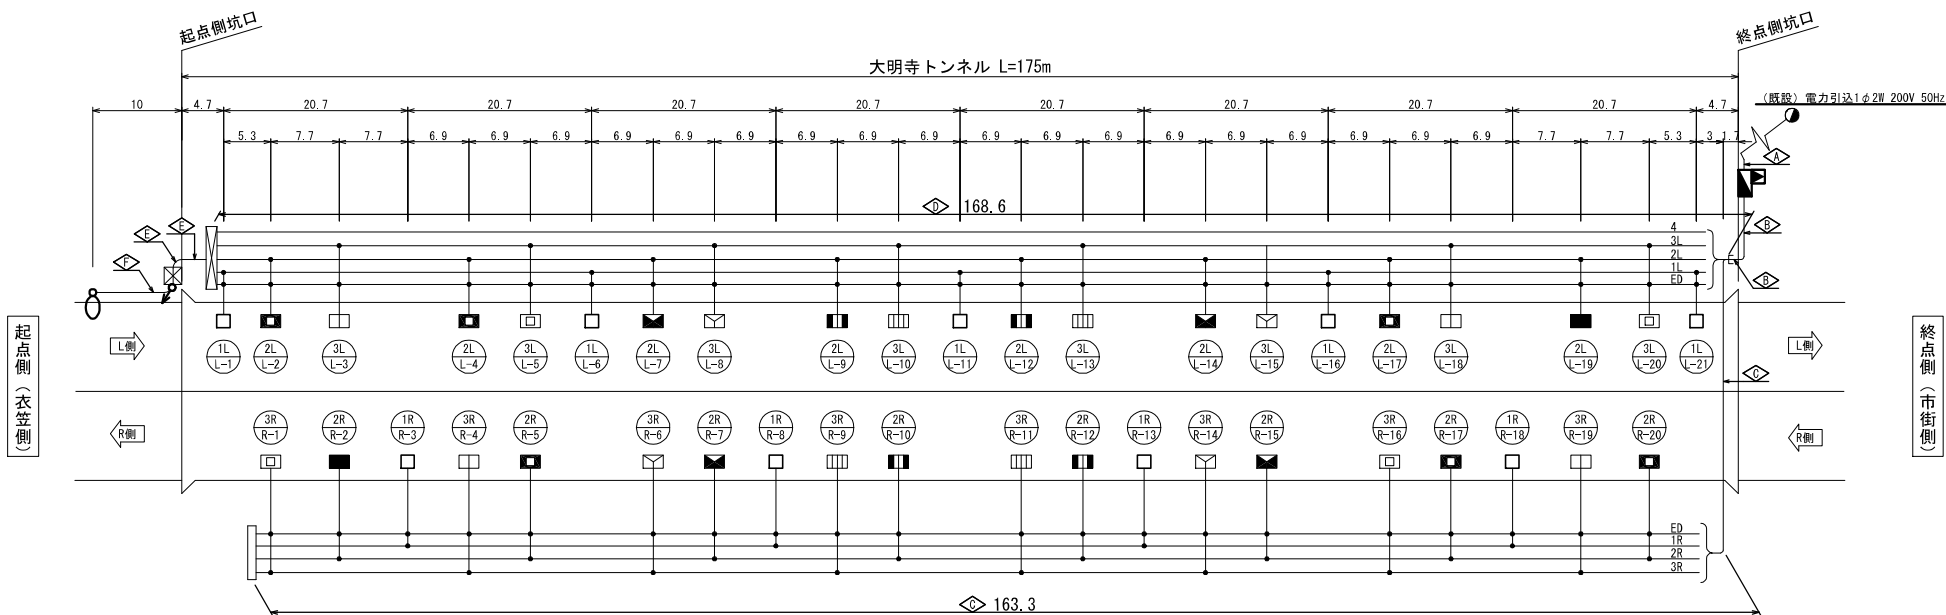 起点側坑口
終点側坑口
大明寺トンネル L=175m
(既設) 電力引込1φ2W 200V 50Hz
10 4.7 20.7 20.7 20.7 20.7 20.7 20.7 20.7 20.7 4.7
5.3 7.7 7.7 6.9 6.9 6.9 6.9 6.9 6.9 6.9 6.9 6.9 6.9 6.9 6.9 6.9 6.9 6.9 6.9 6.9 6.9 7.7 7.7 5.3 3 1.7
A
D 168.6
E E
F
4
3L
2L
1L
ED
B
B
起点側(衣笠側)
L側
1L 2L 3L 2L 3L 1L 2L 3L 2L 3L 1L 2L 3L 2L 3L 1L 2L 3L 2L 3L 1L
L-1 L-2 L-3 L-4 L-5 L-6 L-7 L-8 L-9 L-10 L-11 L-12 L-13 L-14 L-15 L-16 L-17 L-18 L-19 L-20 L-21
L側
終点側(市街側)
C
R側
3R 2R 1R 3R 2R 3R 2R 1R 3R 2R 3R 2R 1R 3R 2R 3R 2R 1R 3R 2R
R-1 R-2 R-3 R-4 R-5 R-6 R-7 R-8 R-9 R-10 R-11 R-12 R-13 R-14 R-15 R-16 R-17 R-18 R-19 R-20
R側
ED
1R
2R
3R
C 163.3